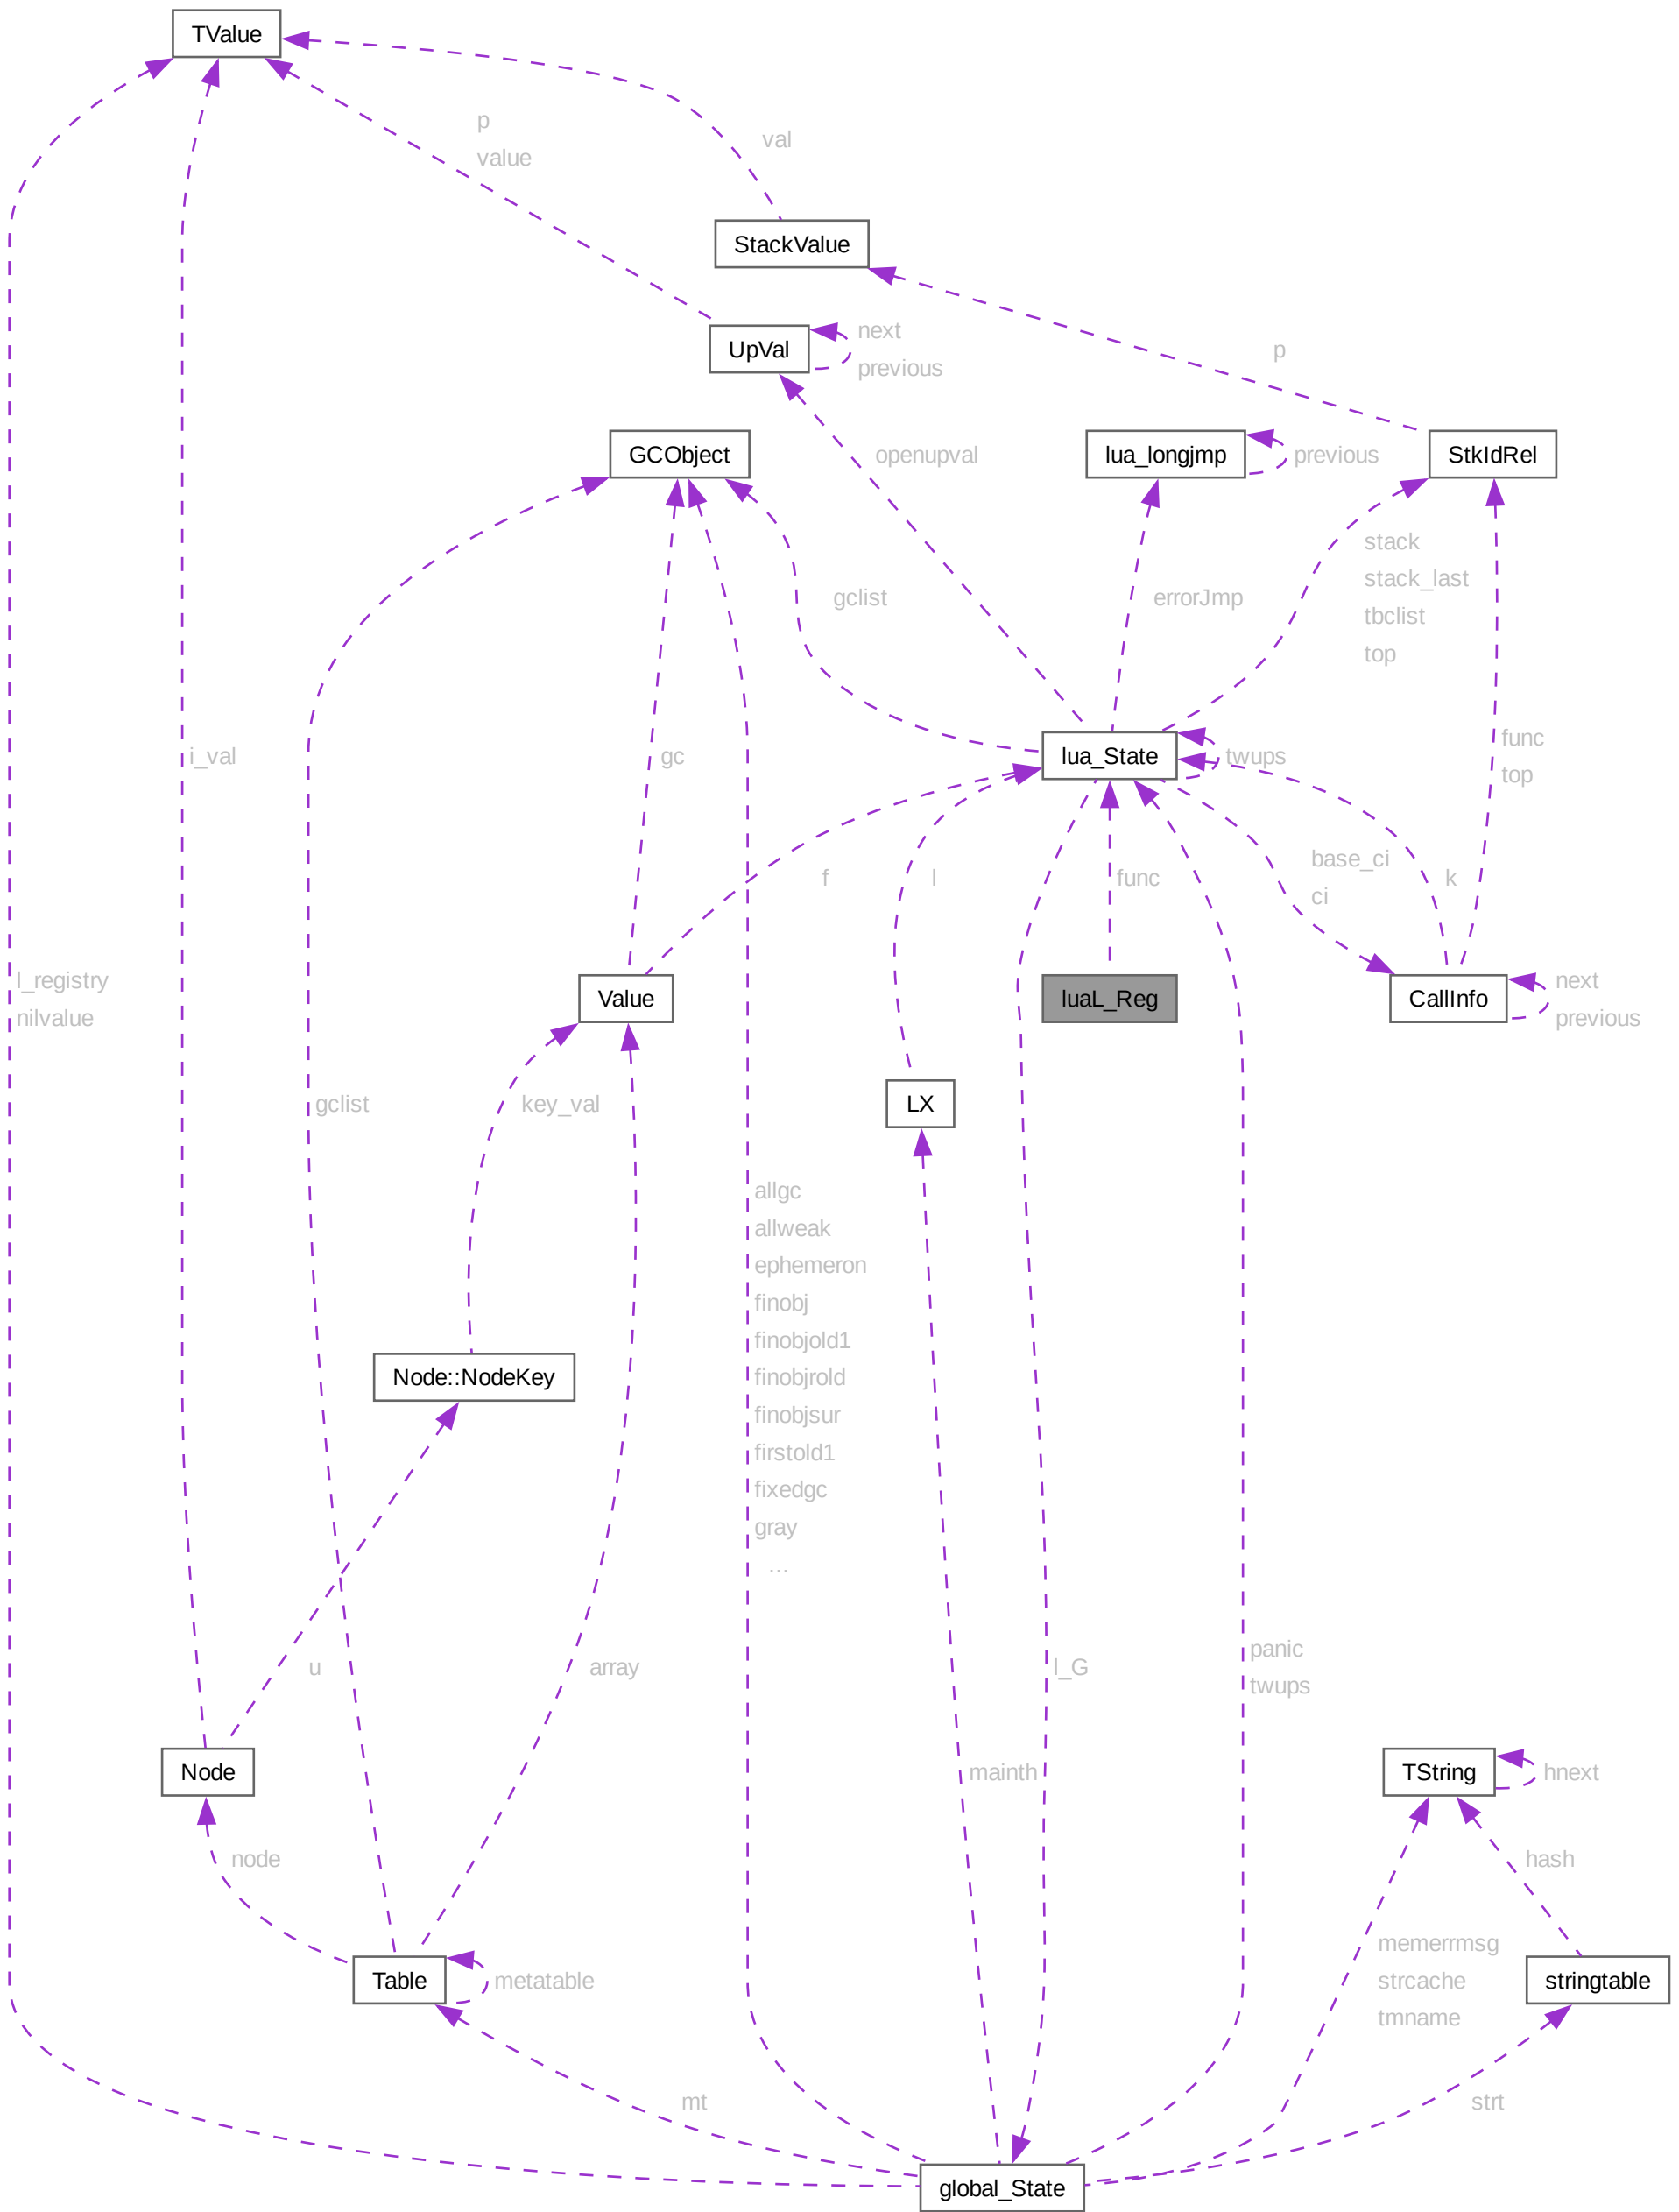 TValue
p
value
val
StackValue
UpVal
next
previous
p
GCObject
openupval
lua_longjmp
previous
StkIdRel
stack
stack_last
tbclist
top
gclist
errorJmp
func
top
i_val
gc
lua_State
twups
f
l
func
base_ci
ci
k
l_registry
nilvalue
Value
luaL_Reg
CallInfo
next
previous
gclist
key_val
LX
allgc
allweak
ephemeron
finobj
finobjold1
finobjrold
finobjsur
firstold1
fixedgc
gray
...
Node::NodeKey
u
array
l_G
panic
twups
Node
mainth
TString
hnext
node
hash
Table
metatable
memerrmsg
strcache
tmname
stringtable
mt
strt
global_State